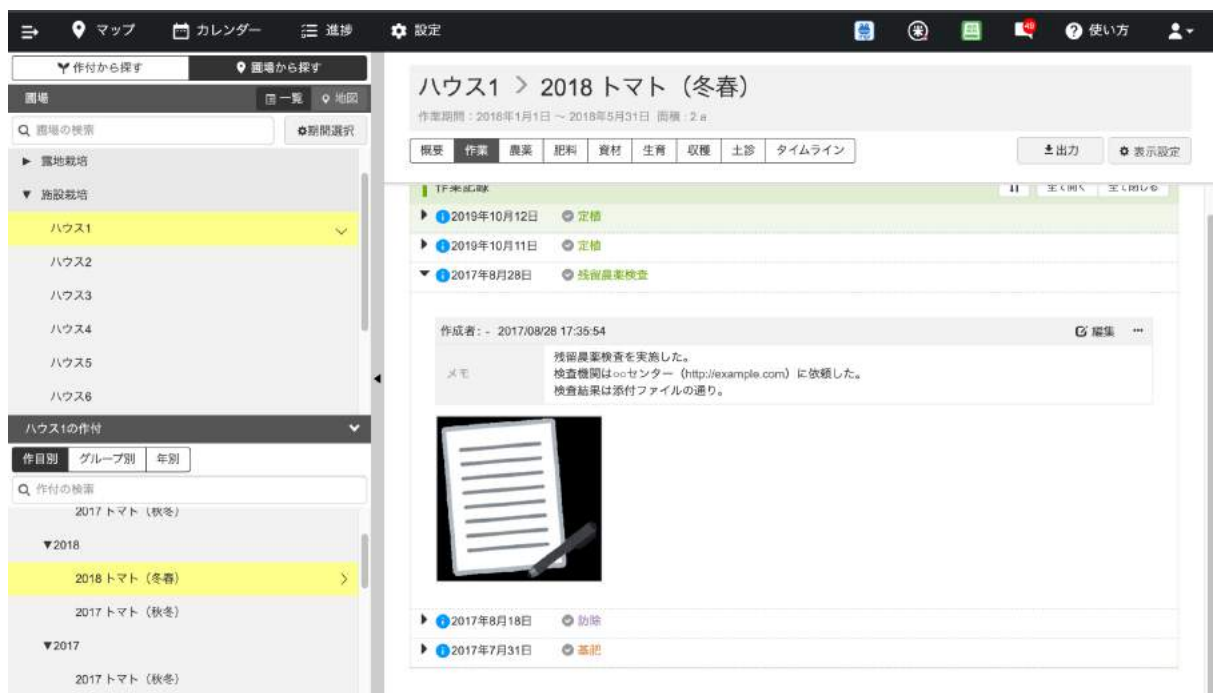 マップ カレンダー 進捗 設定 49 使い方
作付から探す 圃場から探す
圃場 一覧 地図
圃場の検索 期間選択
▶ 露地栽培
▼ 施設栽培
ハウス1
ハウス2
ハウス3
ハウス4
ハウス5
ハウス6
ハウス1の作付
作目別 グループ別 年別
作付の検索
2017 トマト（秋冬）
▼2018
2018 トマト（冬春）
2017 トマト（秋冬）
▼2017
2017 トマト（秋冬）
ハウス1 > 2018 トマト（冬春）
作業期間：2018年1月1日 ～ 2018年5月31日 面積：2 a
概要 作業 農薬 肥料 資材 生育 収穫 土診 タイムライン 出力 表示設定
作業記録 全て開く 全て閉じる
2019年10月12日 定植
2019年10月11日 定植
2017年8月28日 残留農薬検査
作成者: - 2017/08/28 17:35:54 編集 ...
メモ
残留農薬検査を実施した。
検査機関は○○センター（http://example.com）に依頼した。
検査結果は添付ファイルの通り。
2017年8月18日 防除
2017年7月31日 基肥